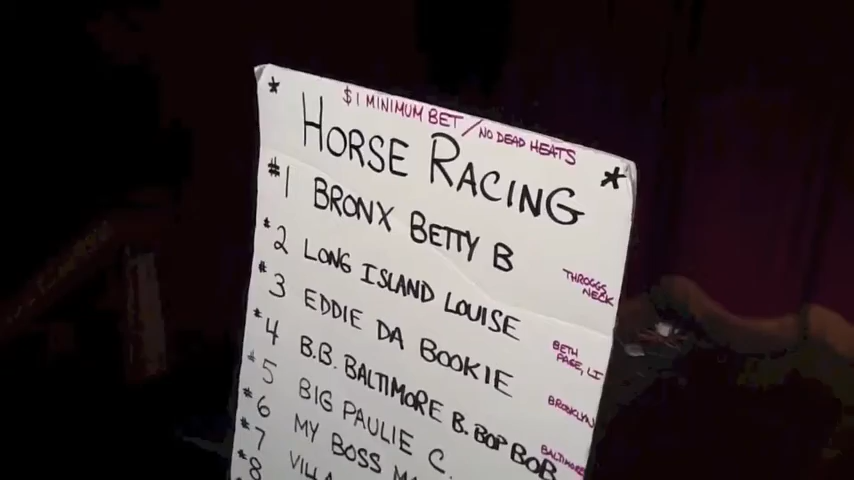 $1 MINIMUM BET / NO DEAD HEATS
* HORSE RACING *
#1 BRONX BETTY B THROGGS NECK
#2 LONG ISLAND LOUISE BETH PAGE, LI
#3 EDDIE DA BOOKIE BROOKLYN
#4 B.B. BALTIMORE B. BOP BOB BALTIMORE
#5 BIG PAULIE C.
#6 MY BOSS
#7
#8